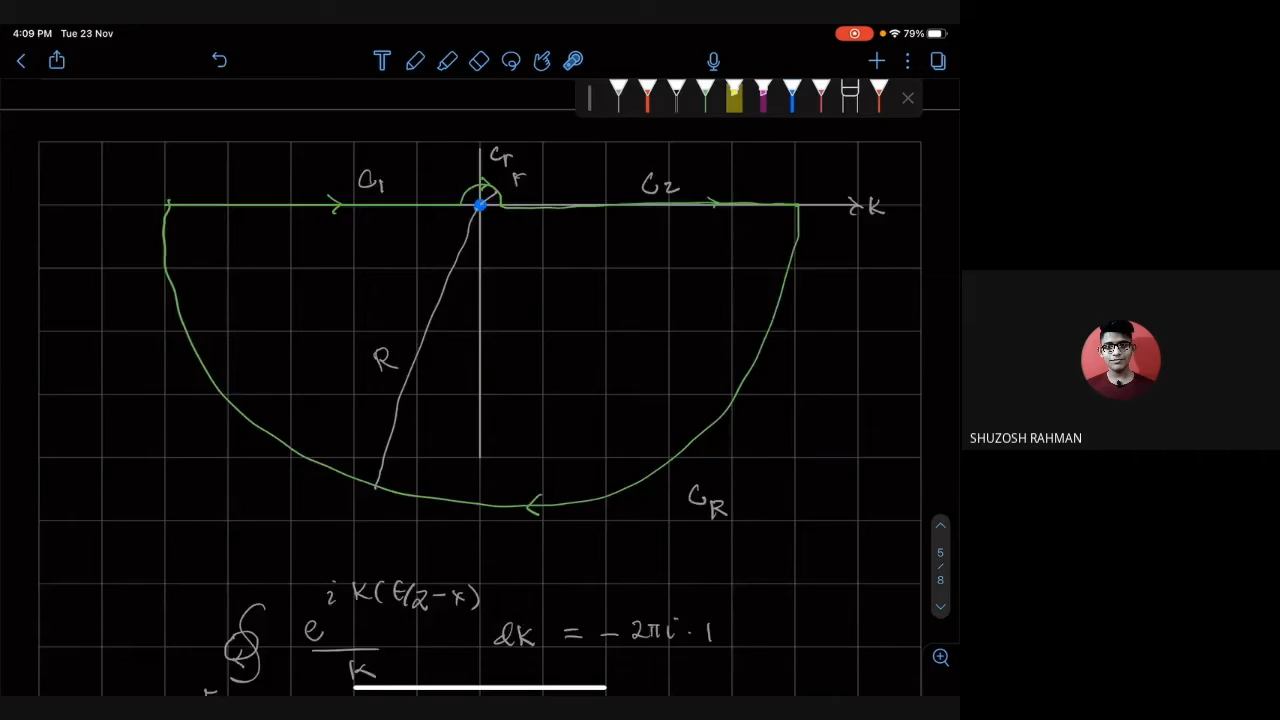 4:09 PM Tue 23 Nov
79%
T
Cr
r
C1
C2
K
R
CR
5
/
8
∮ e^{iK(t/2-x)}/K dK = -2πi·1
SHUZOSH RAHMAN